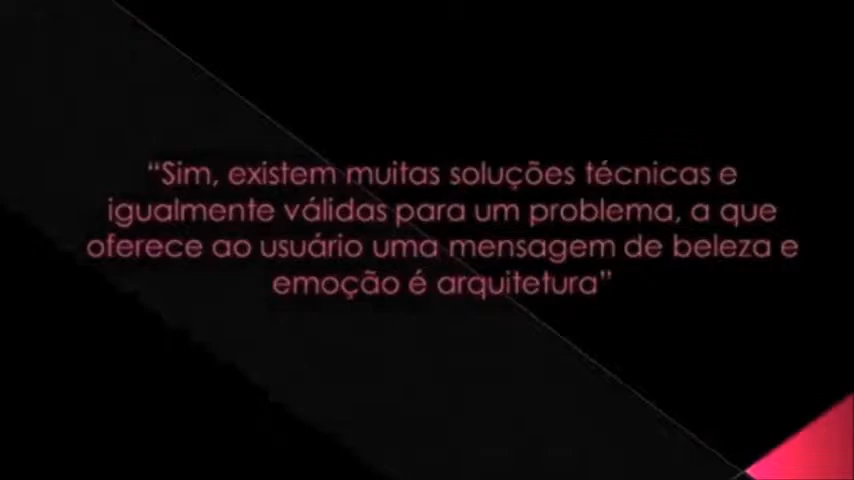 “Sim, existem muitas soluções técnicas e
igualmente válidas para um problema, a que
oferece ao usuário uma mensagem de beleza e
emoção é arquitetura”